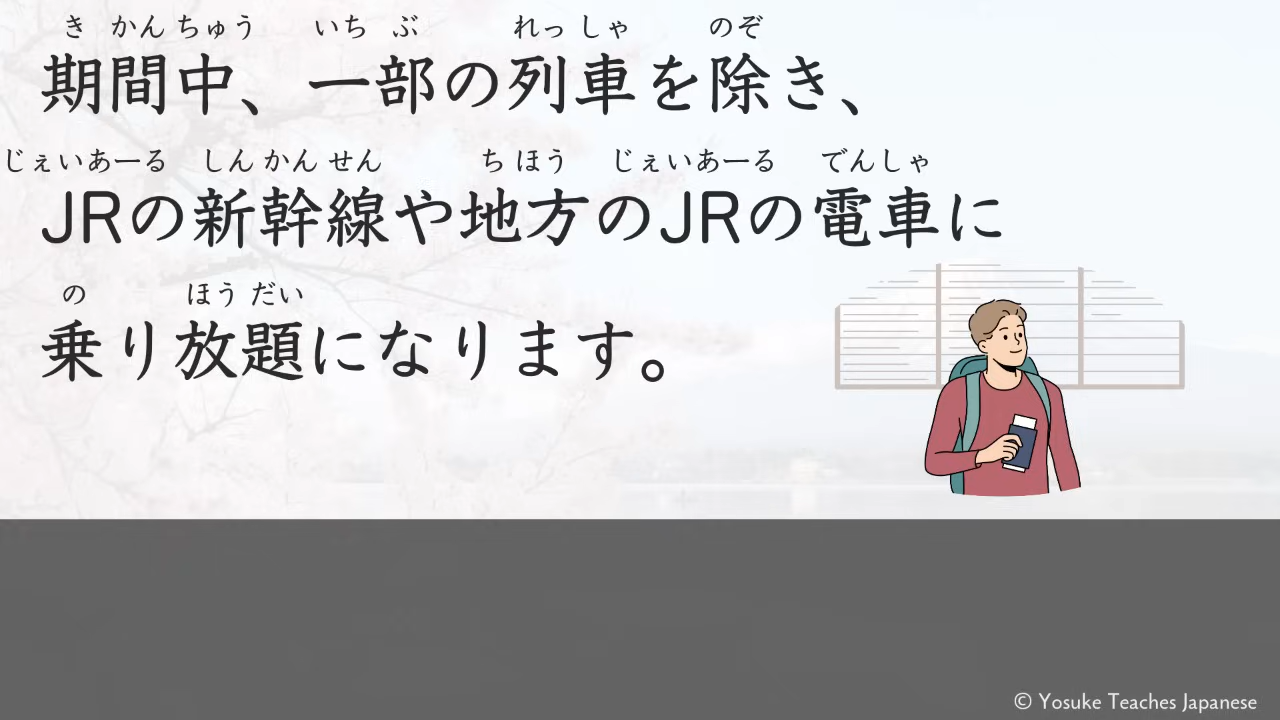 き かん ちゅう いち ぶ れっ しゃ のぞ
期間中、一部の列車を除き、
じぇいあーる しん かん せん ち ほう じぇいあーる でんしゃ
JRの新幹線や地方のJRの電車に
の ほう だい
乗り放題になります。
© Yosuke Teaches Japanese